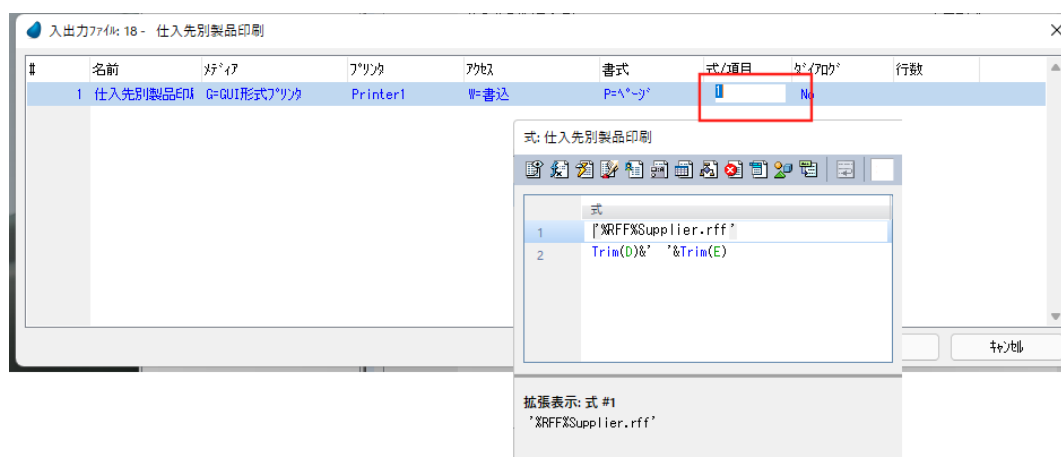 入出力ﾌｧｲﾙ: 18 - 仕入先別製品印刷
# 名前 ﾒﾃﾞｨｱ ﾌﾟﾘﾝﾀ ｱｸｾｽ 書式 式/項目 ﾀﾞｲｱﾛｸﾞ 行数
1 仕入先別製品印刷 G=GUI形式ﾌﾟﾘﾝﾀ Printer1 W=書込 P=ﾍﾟｰｼﾞ 1 No
式: 仕入先別製品印刷
式
1 '%RFF%Supplier.rff'
2 Trim(D)&' '&Trim(E)
ｷｬﾝｾﾙ
拡張表示: 式 #1
'%RFF%Supplier.rff'